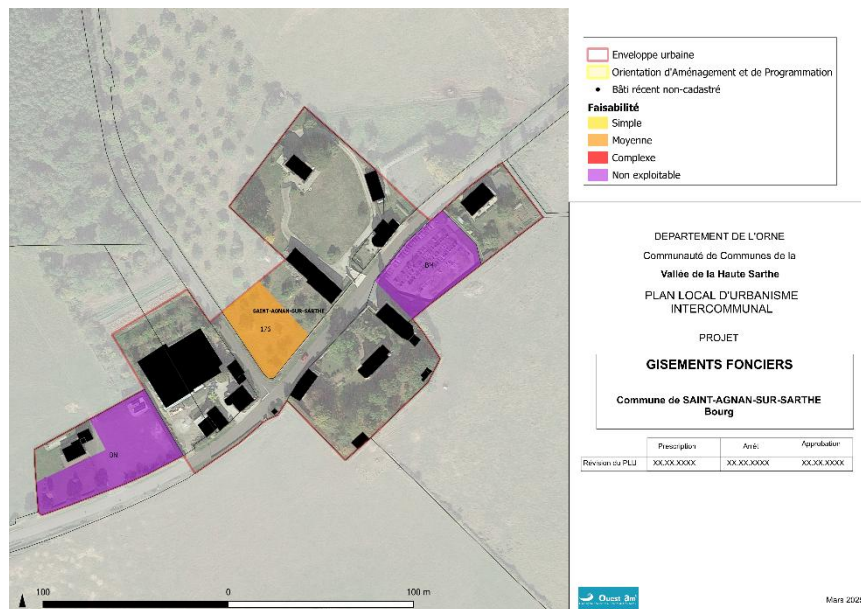 Enveloppe urbaine
Orientation d'Aménagement et de Programmation
Bâti récent non-cadastré
Faisabilité
Simple
Moyenne
Complexe
Non exploitable
SAINT-AGNAN-SUR-SARTHE
175
100
0
100 m
DEPARTEMENT DE L'ORNE
Communauté de Communes de la
Vallée de la Haute Sarthe
PLAN LOCAL D'URBANISME
INTERCOMMUNAL
PROJET
GISEMENTS FONCIERS
Commune de SAINT-AGNAN-SUR-SARTHE
Bourg
Prescription Arrêt Approbation
Révision du PLU XX.XX.XXXX XX.XX.XXXX XX.XX.XXXX
Ouest am'